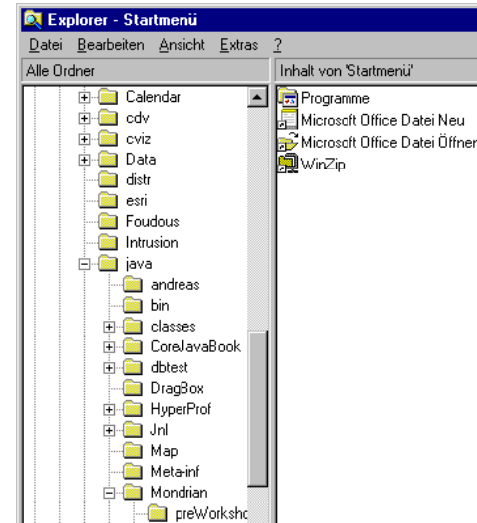 Explorer - Startmenü
Datei Bearbeiten Ansicht Extras ?
Alle Ordner
Inhalt von 'Startmenü'
Calendar
cdv
cviz
Data
distr
esri
Foudous
Intrusion
java
andreas
bin
classes
CoreJavaBook
dbtest
DragBox
HyperProf
Jnl
Map
Meta-inf
Mondrian
preWorksho
Programme
Microsoft Office Datei Neu
Microsoft Office Datei Öffnen
WinZip